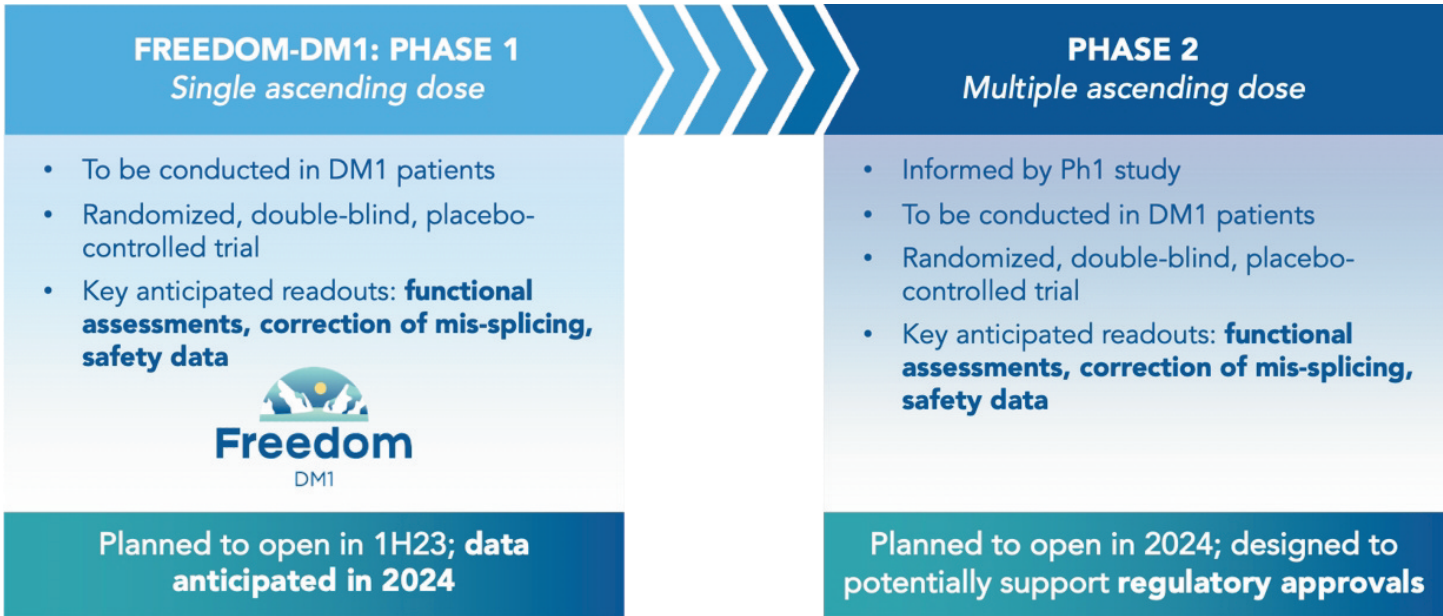 FREEDOM-DM1: PHASE 1
Single ascending dose
• To be conducted in DM1 patients
• Randomized, double-blind, placebo-
controlled trial
• Key anticipated readouts: functional
assessments, correction of mis-splicing,
safety data
Freedom
DM1
Planned to open in 1H23; data
anticipated in 2024
PHASE 2
Multiple ascending dose
• Informed by Ph1 study
• To be conducted in DM1 patients
• Randomized, double-blind, placebo-
controlled trial
• Key anticipated readouts: functional
assessments, correction of mis-splicing,
safety data
Planned to open in 2024; designed to
potentially support regulatory approvals